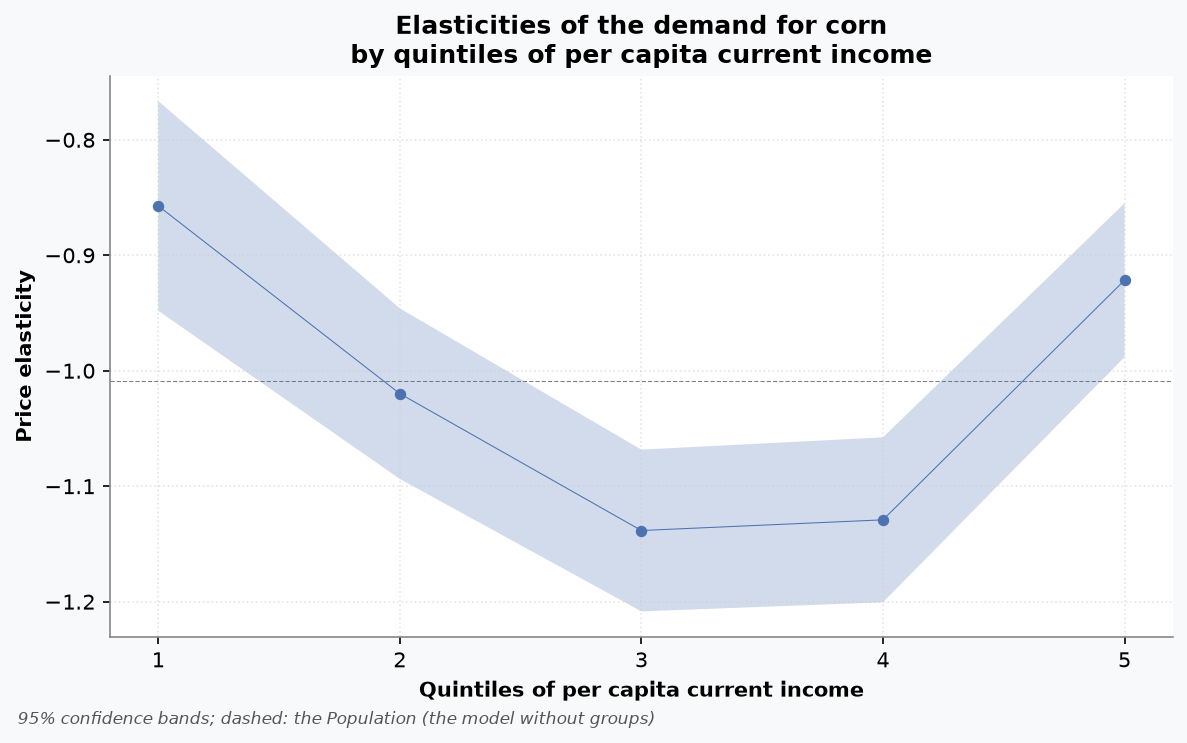 Elasticities of the demand for corn
by quintiles of per capita current income
Price elasticity
−0.8
−0.9
−1.0
−1.1
−1.2
1 2 3 4 5
Quintiles of per capita current income
95% confidence bands; dashed: the Population (the model without groups)